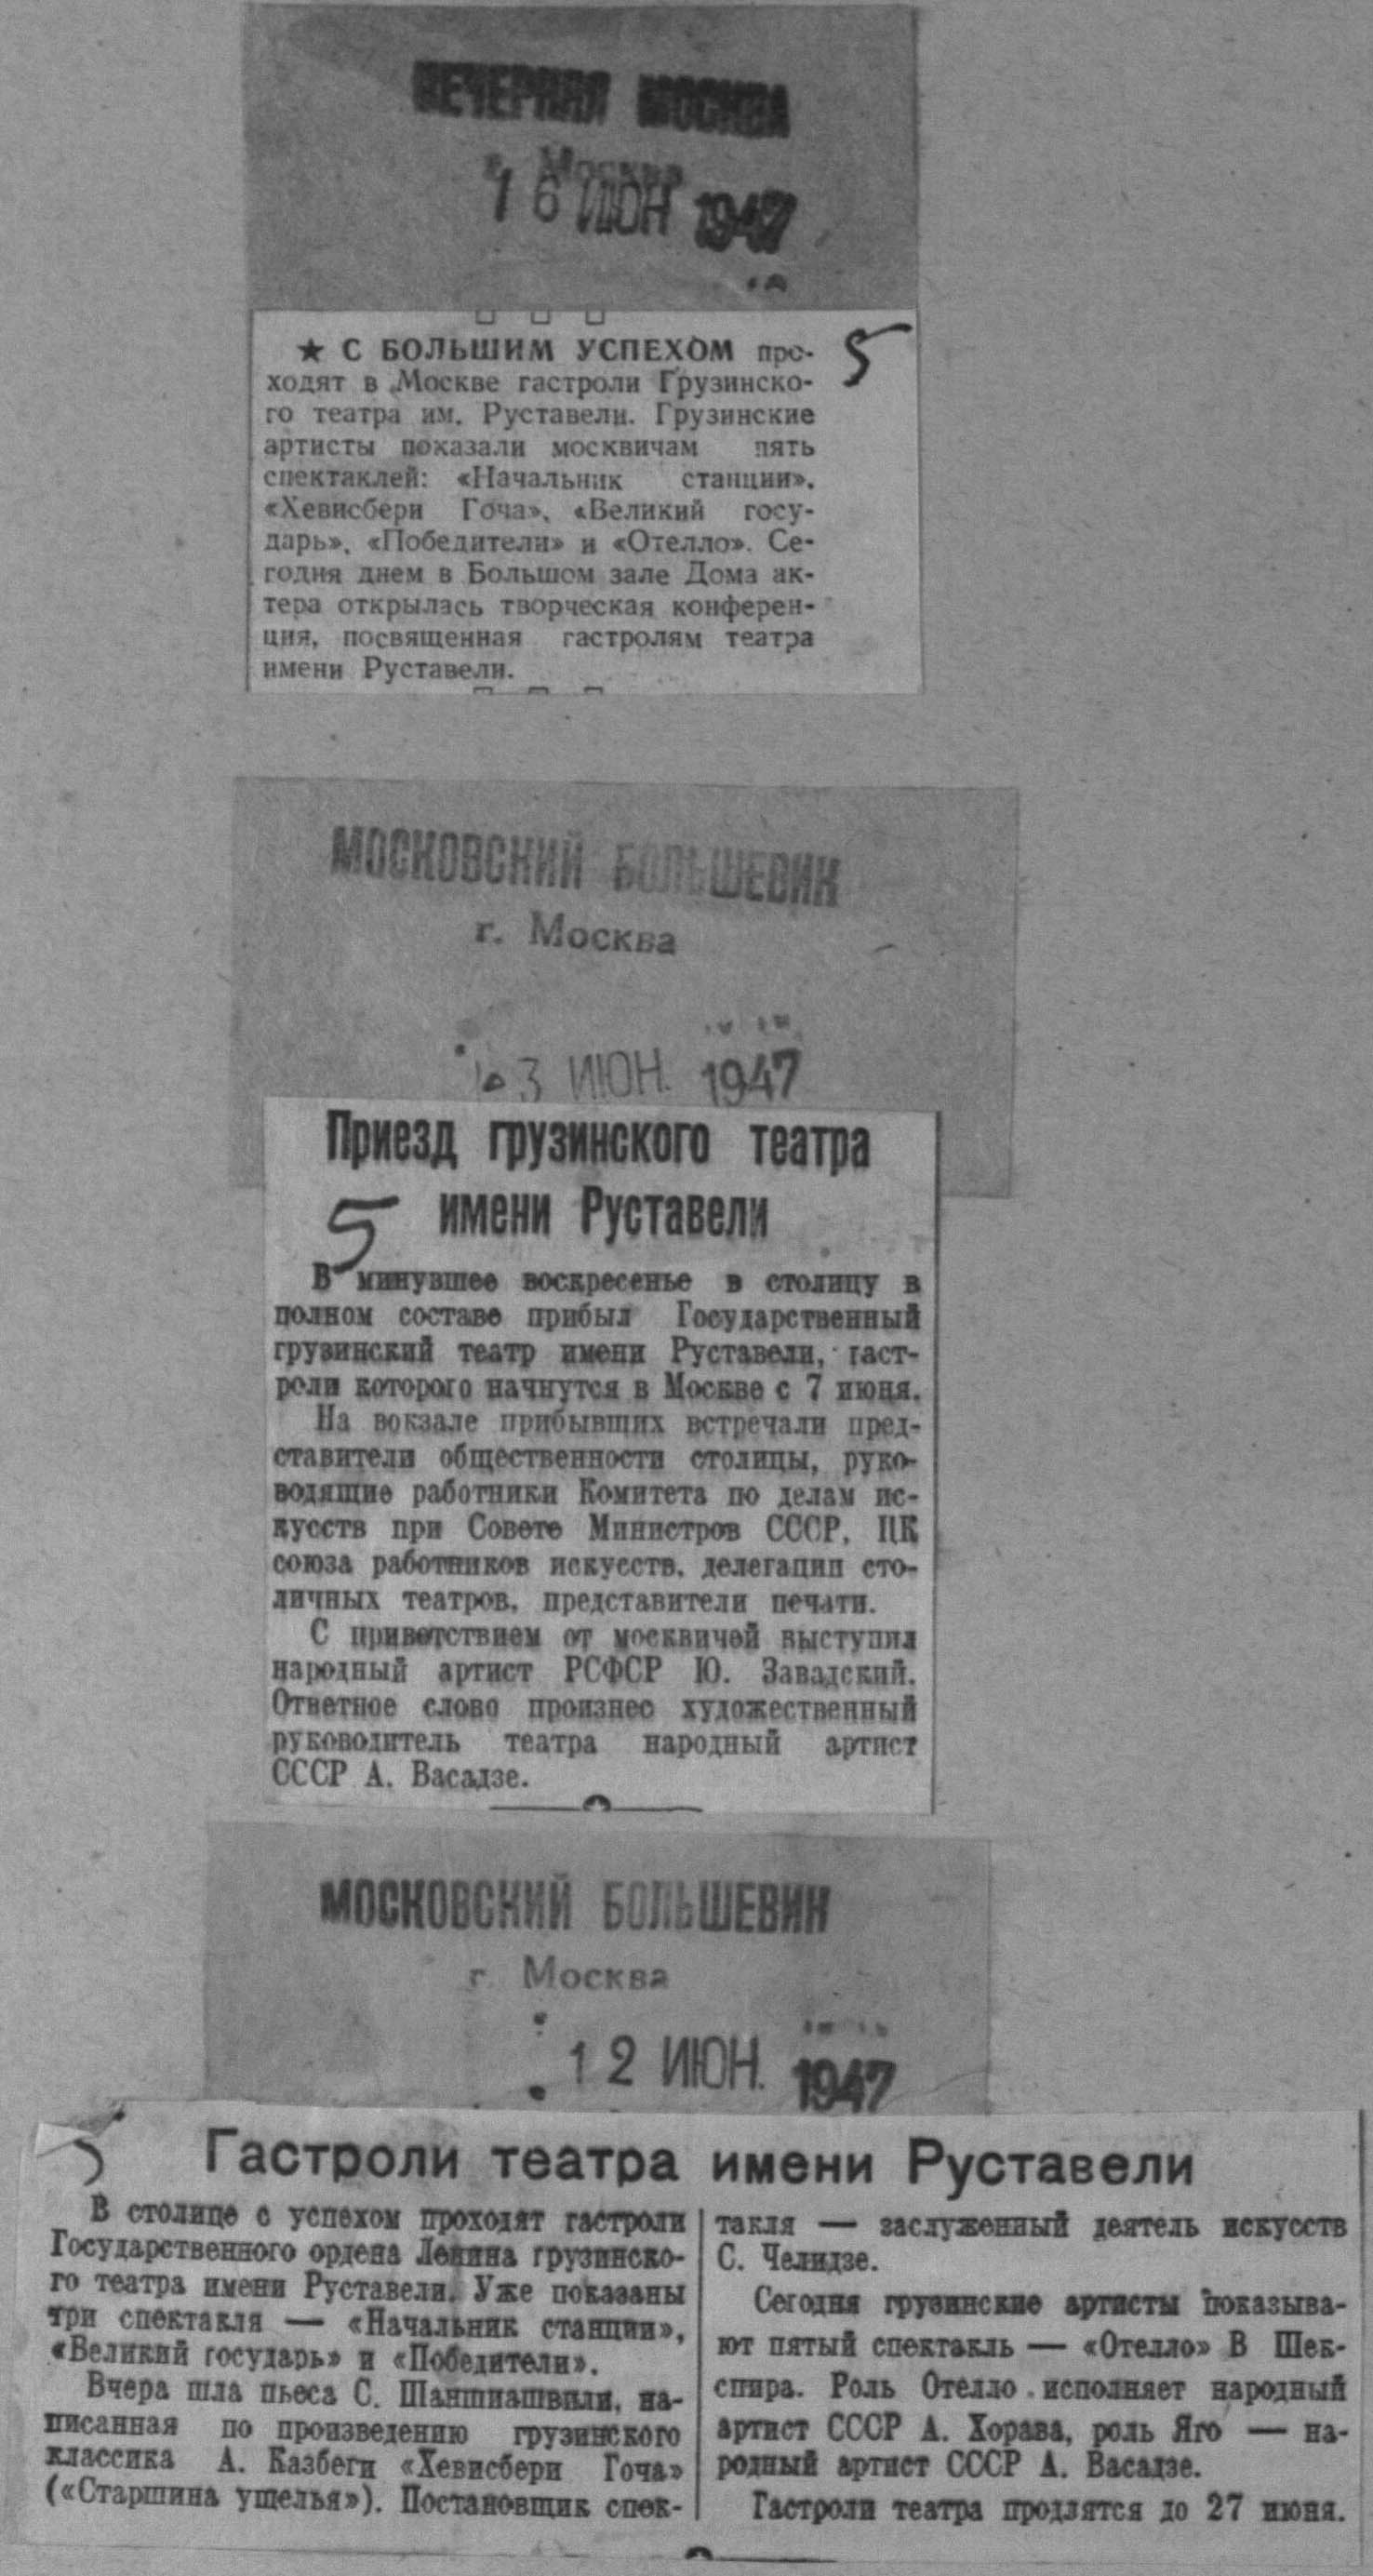 ВЕЧЕРНЯЯ МОСКВА
г. Москва
16 ИЮН 1947
5
★ С БОЛЬШИМ УСПЕХОМ про-
ходят в Москве гастроли Грузинско-
го театра им. Руставели. Грузинские
артисты показали москвичам пять
спектаклей: «Начальник станции»,
«Хевисбери Гоча», «Великий госу-
дарь», «Победители» и «Отелло». Се-
годня днем в Большом зале Дома ак-
тера открылась творческая конферен-
ция, посвященная гастролям театра
имени Руставели.
МОСКОВСКИЙ БОЛЬШЕВИК
г. Москва
3 ИЮН. 1947
Приезд грузинского театра
5 имени Руставели
В минувшее воскресенье в столицу в
полном составе прибыл Государственный
грузинский театр имени Руставели, гаст-
роли которого начнутся в Москве с 7 июня.
На вокзале прибывших встречали пред-
ставители общественности столицы, руко-
водящие работники Комитета по делам ис-
кусств при Совете Министров СССР, ЦК
союза работников искусств, делегации сто-
личных театров, представители печати.
С приветствием от москвичей выступил
народный артист РСФСР Ю. Завадский.
Ответное слово произнес художественный
руководитель театра народный артист
СССР А. Васадзе.
МОСКОВСКИЙ БОЛЬШЕВИК
г. Москва
12 ИЮН. 1947
5 Гастроли театра имени Руставели
В столице с успехом проходят гастроли
Государственного ордена Ленина грузинско-
го театра имени Руставели. Уже показаны
три спектакля — «Начальник станции»,
«Великий государь» и «Победители».
Вчера шла пьеса С. Шаншиашвили, на-
писанная по произведению грузинского
классика А. Казбеги «Хевисбери Гоча»
(«Старшина ущелья»). Постановщик спек-
такля — заслуженный деятель искусств
С. Челидзе.
Сегодня грузинские артисты показыва-
ют пятый спектакль — «Отелло» В Шек-
спира. Роль Отелло исполняет народный
артист СССР А. Хорава, роль Яго — на-
родный артист СССР А. Васадзе.
Гастроли театра продлятся до 27 июня.